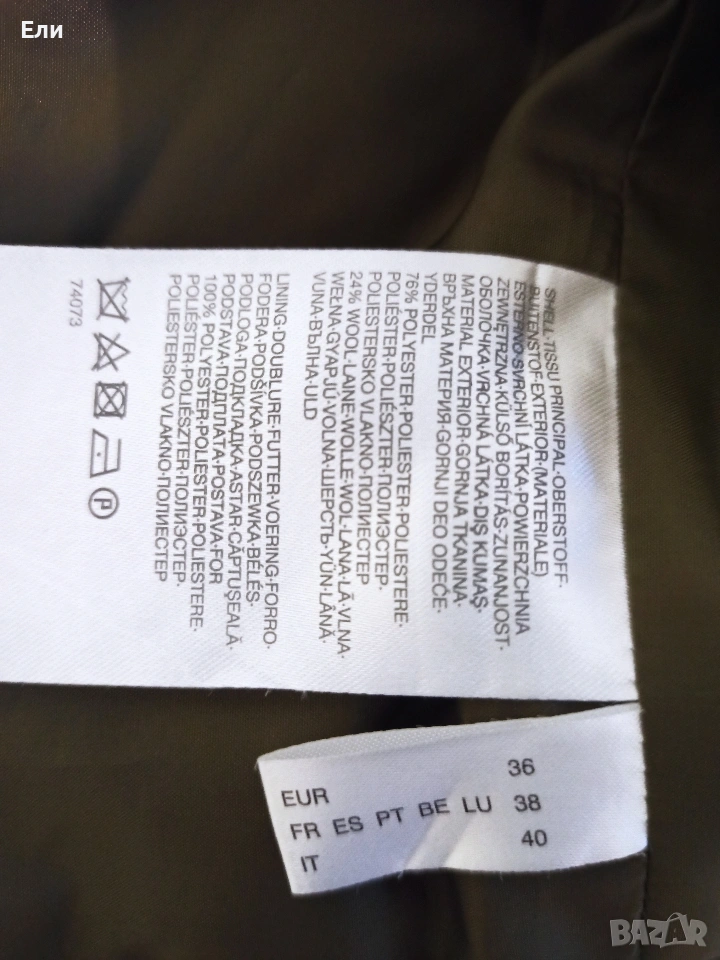 Ели
SHELL·TISSU PRINCIPAL·OBERSTOFF·
BUITENSTOF·EXTERIOR·(MATERIALE)
ESTERNO·SVRCHNÍ LÁTKA·POWIERZCHNIA
ZEWNĘTRZNA·KÜLSŐ BORÍTÁS·ZUNANJOST·
ОБОЛОЧКА·VRCHNÁ LÁTKA·DIŞ KUMAŞ·
MATERIAL EXTERIOR·GORNJA TKANINA·
ВРЪХНА МАТЕРИЯ·GORNJI DEO ODEĆE·
YDERDEL
76% POLYESTER·POLIESTER·POLIESTERE·
POLIÉSTER·POLIÉSZTER·ПОЛИЭСТЕР·
POLIESTERSKO VLAKNO·ПОЛИЕСТЕР
24% WOOL·LAINE·WOLLE·WOL·LANA·LÃ·VLNA·
WEŁNA·GYAPJÚ·VOLNA·ШЕРСТЬ·YÜN·LÂNĂ·
VUNA·ВЪЛНА·ULD
LINING·DOUBLURE·FUTTER·VOERING·FORRO·
FODERA·PODŠÍVKA·PODSZEWKA·BÉLÉS·
PODLOGA·ПОДКЛАДКА·ASTAR·CĂPTUŞEALĂ·
PODSTAVA·ПОДПЛАТА·POSTAVA·FOR
100% POLYESTER·POLIESTER·POLIESTERE·
POLIÉSTER·POLIÉSZTER·ПОЛИЭСТЕР·
POLIESTERSKO VLAKNO·ПОЛИЕСТЕР
P
74073
EUR 36
FR ES PT BE LU 38
IT 40
BAZAR